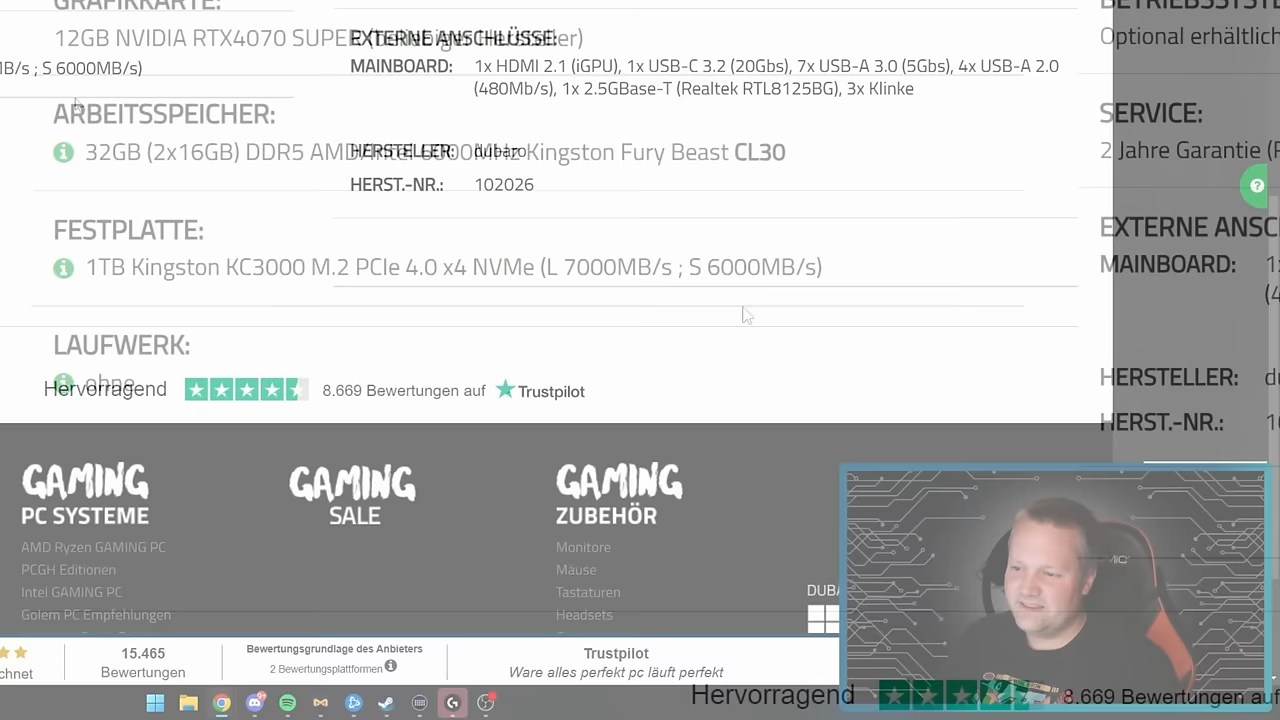 GRAFIKKARTE:
12GB NVIDIA RTX4070 SUPER
EXTERNE ANSCHLÜSSE:
MB/s ; S 6000MB/s)
MAINBOARD: 1x HDMI 2.1 (iGPU), 1x USB-C 3.2 (20Gbs), 7x USB-A 3.0 (5Gbs), 4x USB-A 2.0
(480Mb/s), 1x 2.5GBase-T (Realtek RTL8125BG), 3x Klinke
ARBEITSSPEICHER:
32GB (2x16GB) DDR5 Kingston Fury Beast CL30
HERSTELLER: dubaro
HERST.-NR.: 102026
FESTPLATTE:
1TB Kingston KC3000 M.2 PCIe 4.0 x4 NVMe (L 7000MB/s ; S 6000MB/s)
LAUFWERK:
ohne
Hervorragend 8.669 Bewertungen auf Trustpilot
Optional erhältlich
SERVICE:
2 Jahre Garantie
EXTERNE ANSC
MAINBOARD:
HERSTELLER:
HERST.-NR.:
GAMING
PC SYSTEME
AMD Ryzen GAMING PC
PCGH Editionen
Intel GAMING PC
Golem PC Empfehlungen
GAMING
SALE
GAMING
ZUBEHÖR
Monitore
Mäuse
Tastaturen
Headsets
DUBA
chnet
15.465
Bewertungen
Bewertungsgrundlage des Anbieters
2 Bewertungsplattformen
Trustpilot
Ware alles perfekt pc läuft perfekt
Hervorragend 8.669 Bewertungen auf